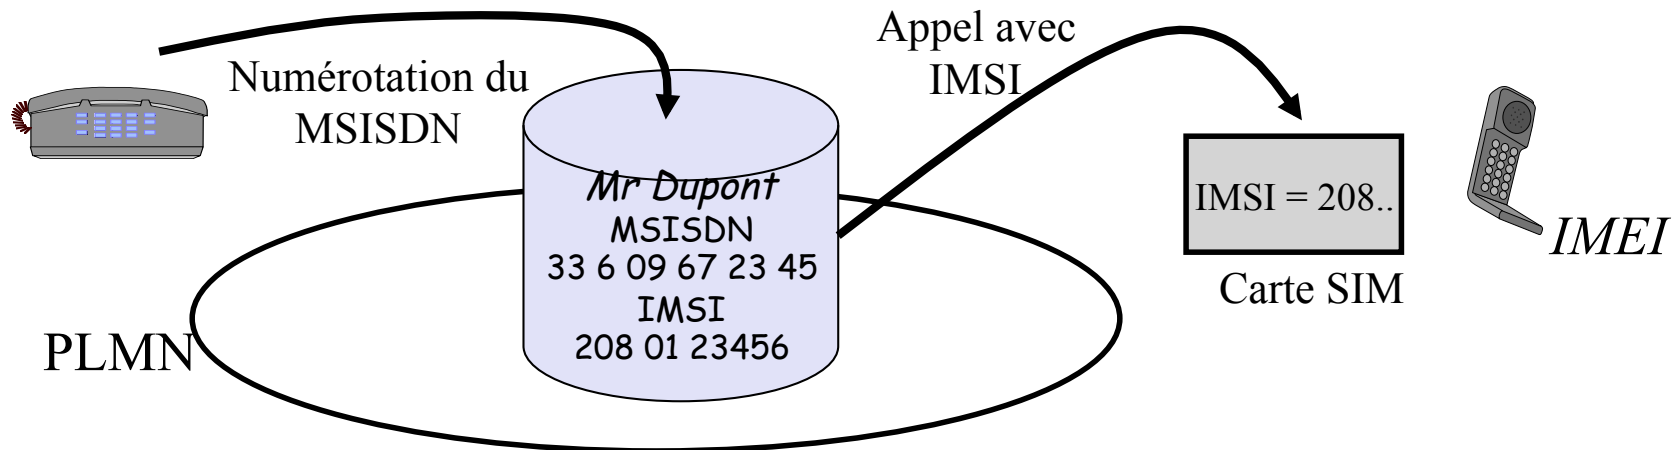 Numérotation du
MSISDN
Appel avec
IMSI
Mr Dupont
MSISDN
33 6 09 67 23 45
IMSI
208 01 23456
IMSI = 208..
Carte SIM
IMEI
PLMN